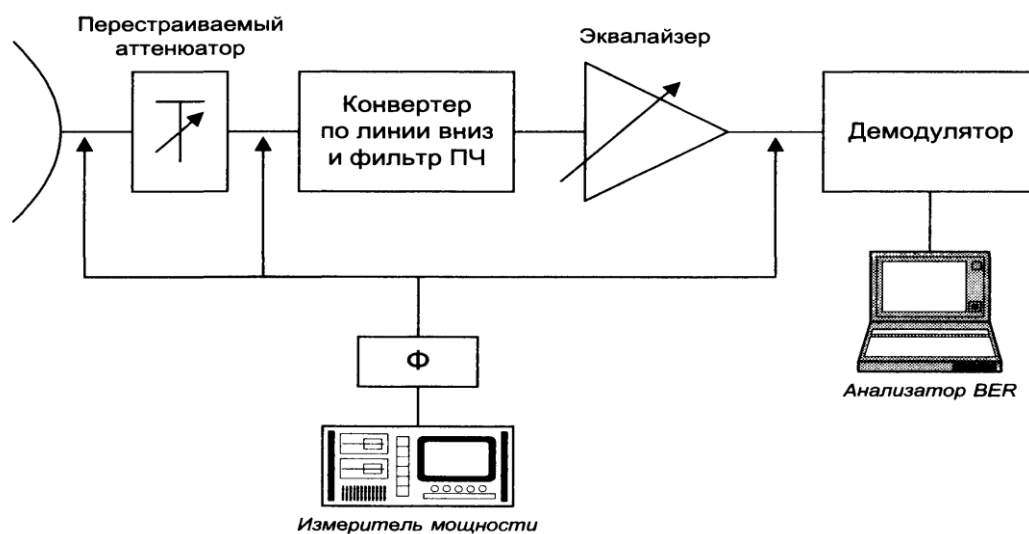 Перестраиваемый
аттенюатор
Эквалайзер
Конвертер
по линии вниз
и фильтр ПЧ
Демодулятор
Ф
Анализатор BER
Измеритель мощности